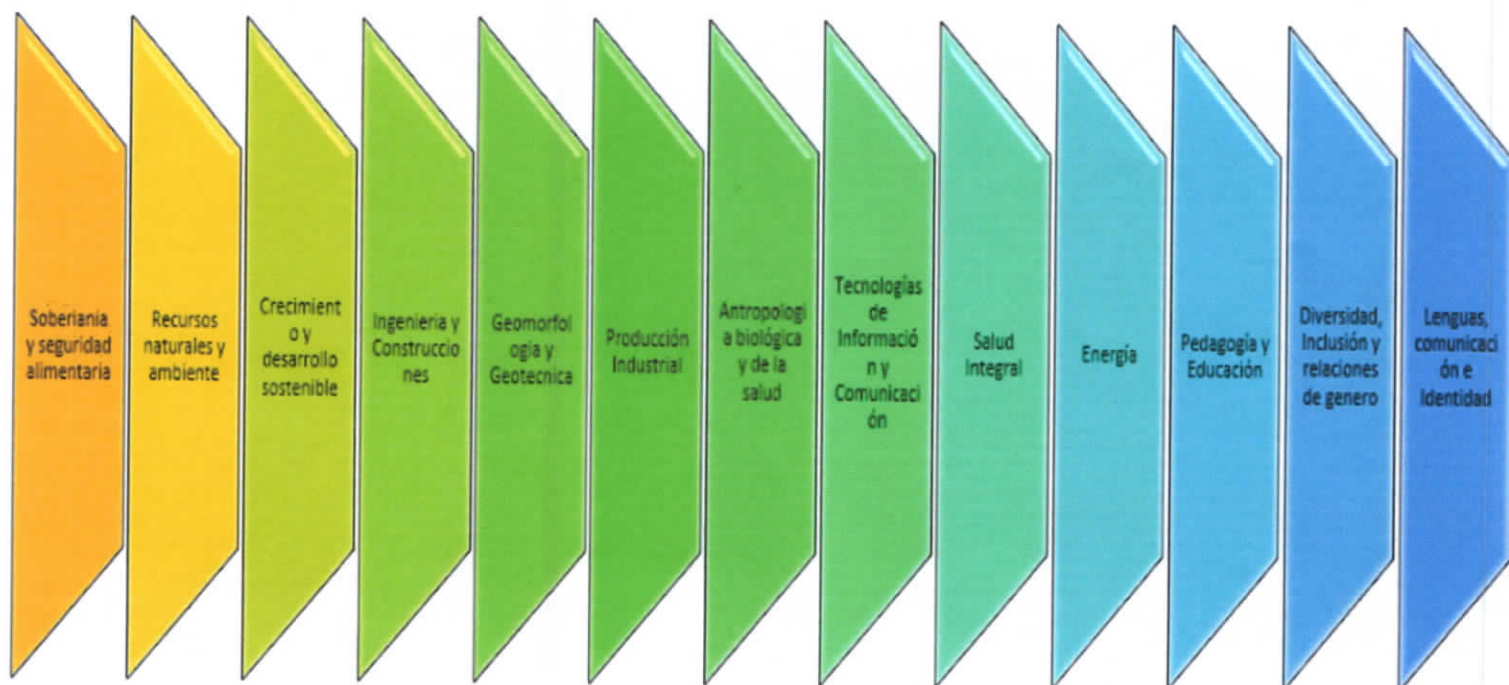 Soberianía
y seguridad
alimentaria
Recursos
naturales y
ambiente
Crecimient
o y
desarrollo
sostenible
Ingenieria y
Construccio
nes
Geomorfol
ogia y
Geotecnica
Producción
Industrial
Antropologí
a biológica
y de la
salud
Tecnologías
de
Informació
n y
Comunicaci
ón
Salud
Integral
Energía
Pedagogía y
Educación
Diversidad,
Inclusión y
relaciones
de genero
Lenguas,
comunicaci
ón e
Identidad